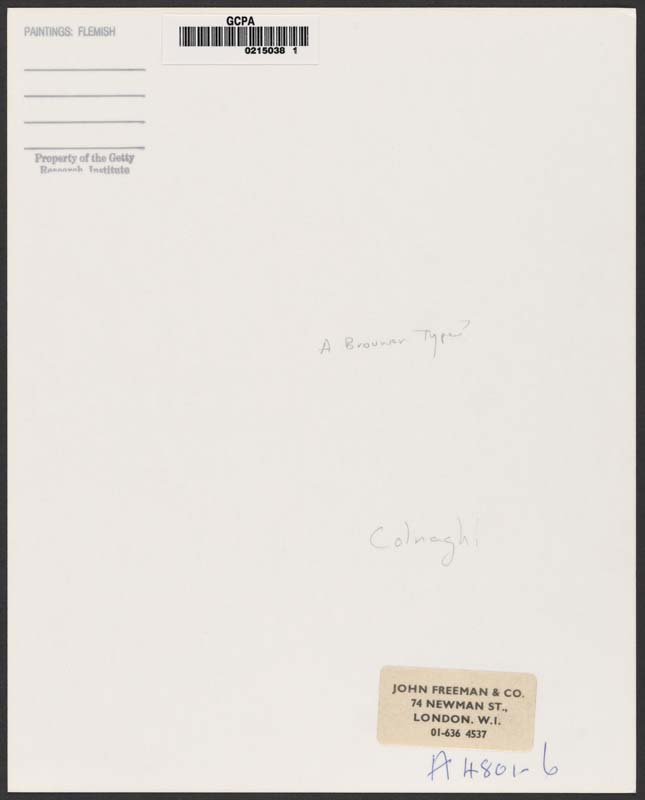 PAINTINGS: FLEMISH
GCPA
0215038 1
Property of the Getty
Research Institute
A Brouwer Type?
Colnaghi
JOHN FREEMAN & CO.
74 NEWMAN ST.,
LONDON. W.I.
01-636 4537
A4801-6